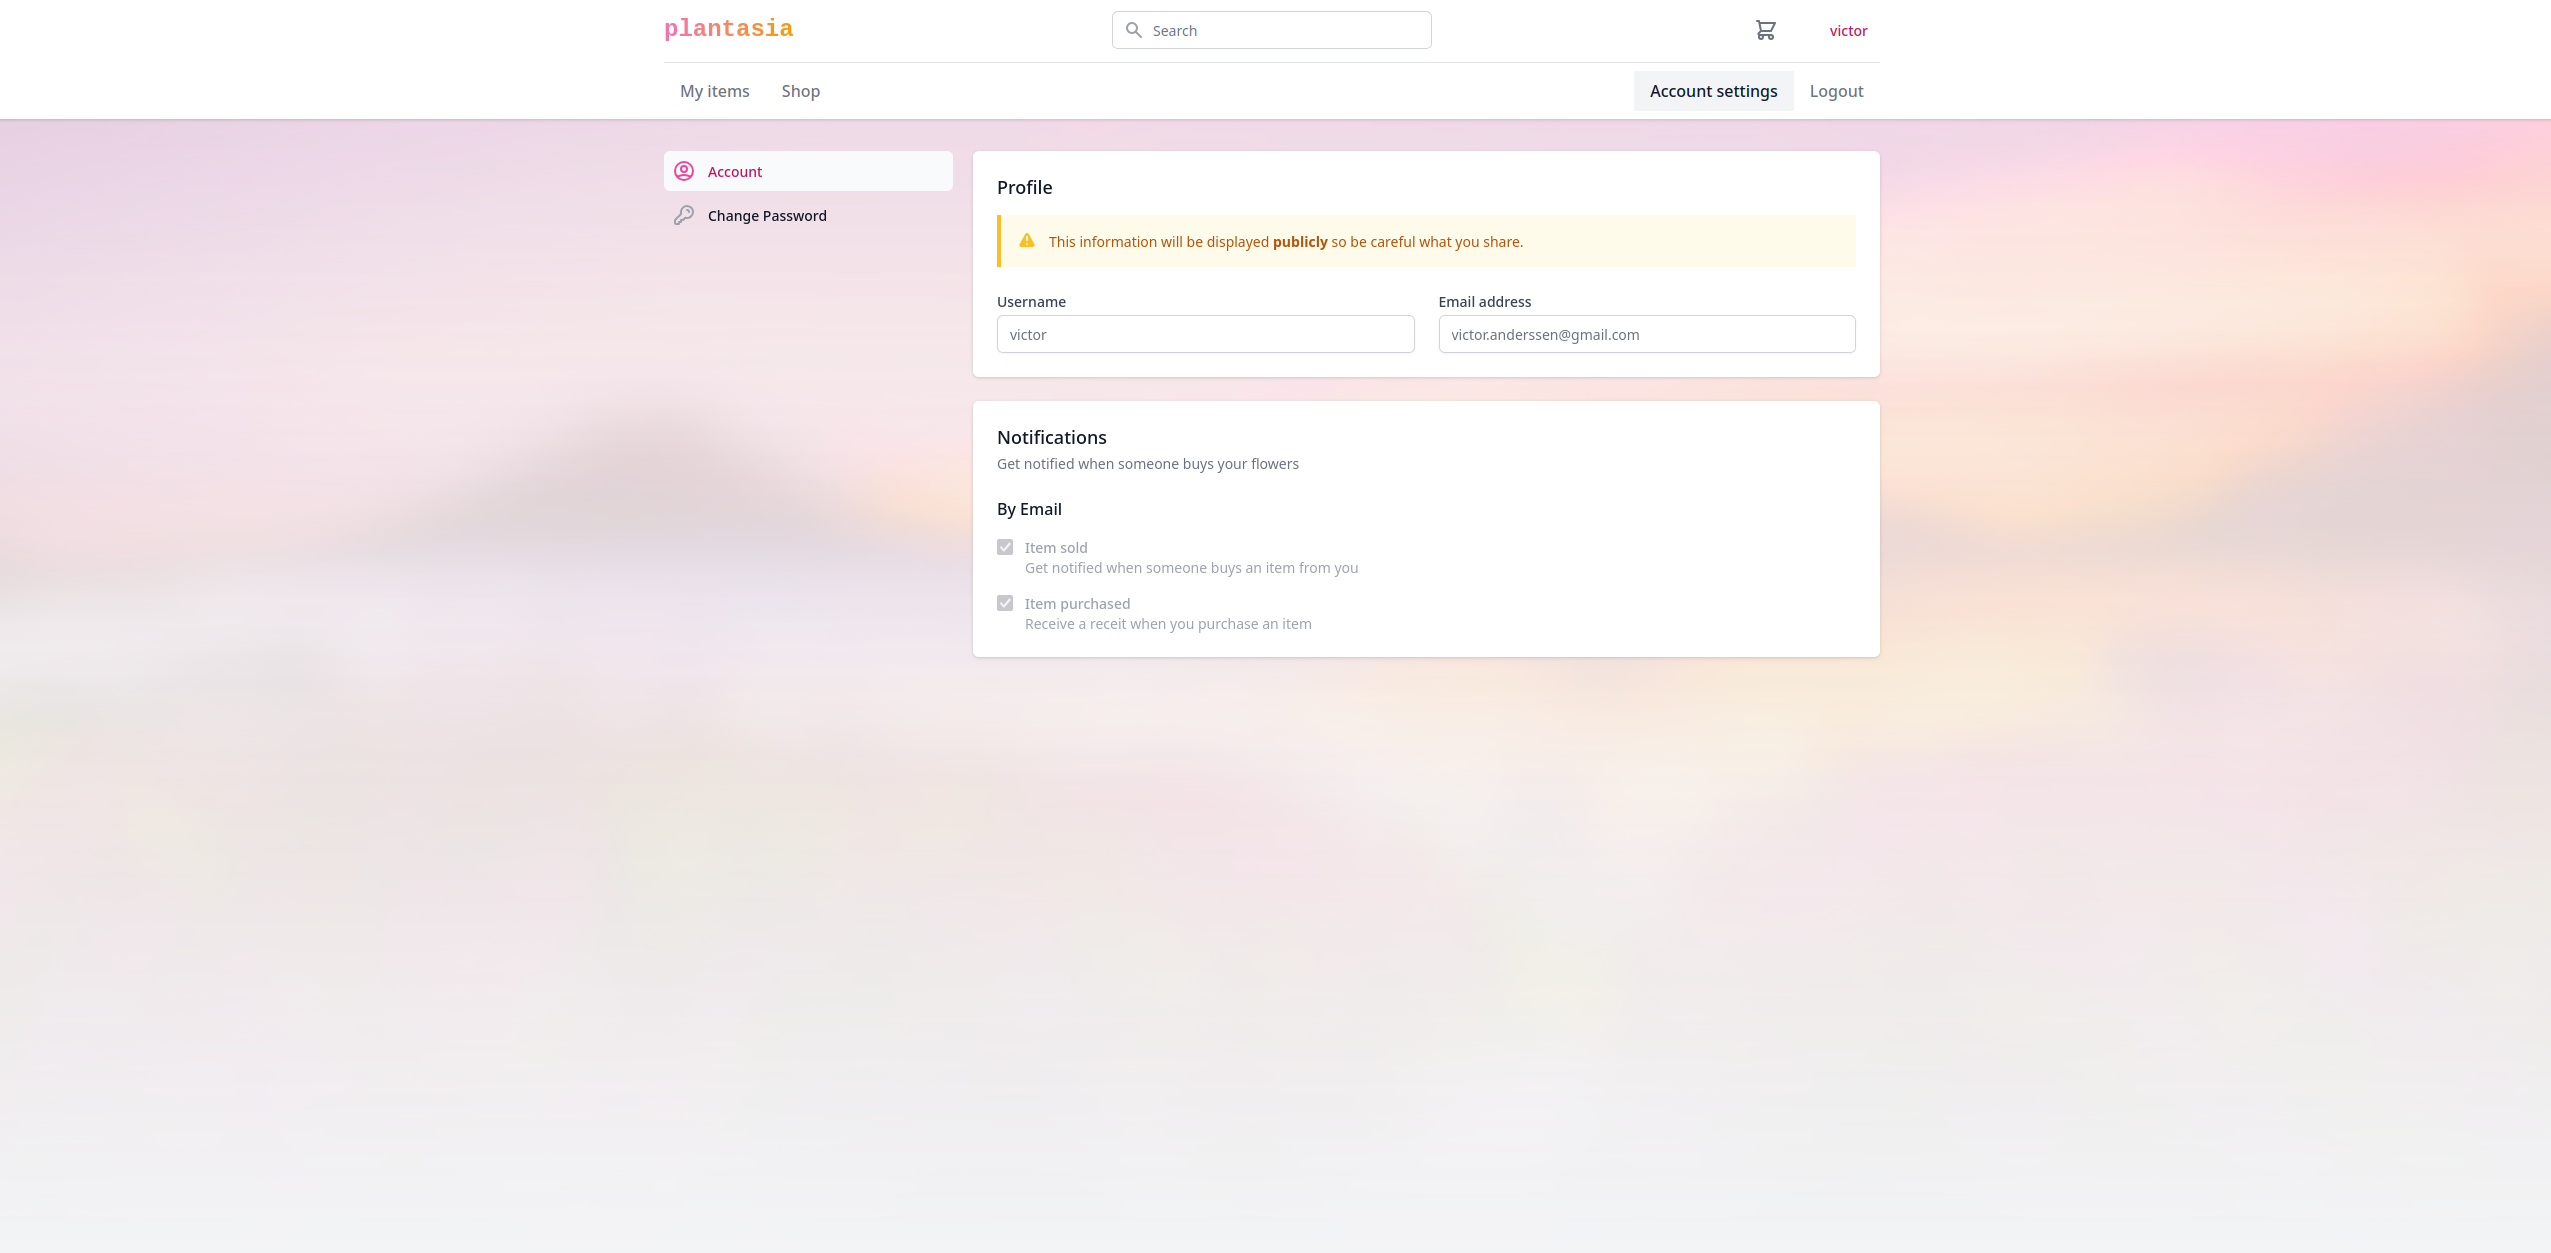 plantasia
Search
victor
My items
Shop
Account settings
Logout
Account
Change Password
Profile
This information will be displayed publicly so be careful what you share.
Username
Email address
victor
victor.anderssen@gmail.com
Notifications
Get notified when someone buys your flowers
By Email
Item sold
Get notified when someone buys an item from you
Item purchased
Receive a receit when you purchase an item